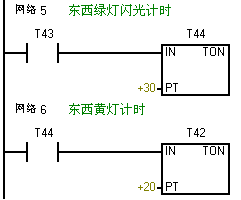 网络 5 东西绿灯闪光计时
T43 T44
IN TON
+30 PT
网络 6 东西黄灯计时
T44 T42
IN TON
+20 PT